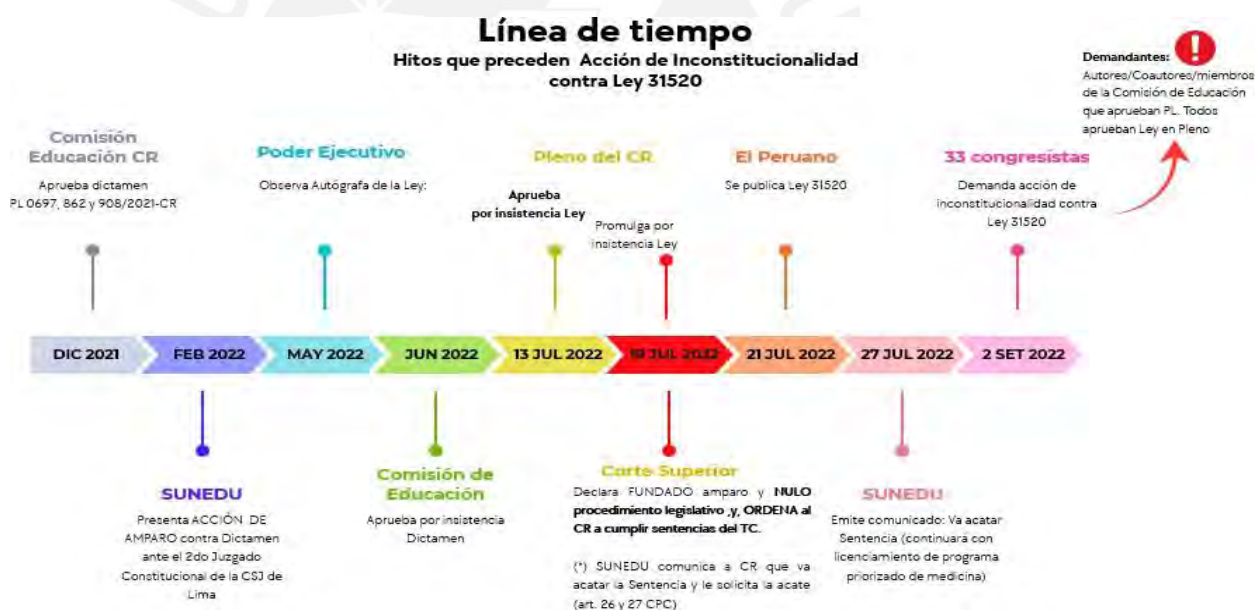 Línea de tiempo
Hitos que preceden Acción de Inconstitucionalidad
contra Ley 31520
Demandantes:
Autores/Coautores/miembros
de la Comisión de Educación
que aprueban PL. Todos
aprueban Ley en Pleno
Comisión
Educación CR
Aprueba dictamen
PL 0697, 862 y 908/2021-CR
Poder Ejecutivo
Observa Autógrafa de la Ley:
Pleno del CR
Aprueba
por insistencia Ley
Promulga por
insistencia Ley
El Peruano
Se publica Ley 31520
33 congresistas
Demanda acción de
inconstitucionalidad contra
Ley 31520
DIC 2021
FEB 2022
MAY 2022
JUN 2022
13 JUL 2022
19 JUL 2022
21 JUL 2022
27 JUL 2022
2 SET 2022
SUNEDU
Presenta ACCIÓN DE
AMPARO contra Dictamen
ante el 2do Juzgado
Constitucional de la CSJ de
Lima
Comisión de
Educación
Aprueba por insistencia
Dictamen
Corte Superior
Declara FUNDADO amparo y NULO
procedimiento legislativo ,y, ORDENA al
CR a cumplir sentencias del TC.
(*) SUNEDU comunica a CR que va
acatar la Sentencia y le solicita la acate
(art. 26 y 27 CPC)
SUNEDU
Emite comunicado: Va acatar
Sentencia (continuará con
licenciamiento de programa
priorizado de medicina)